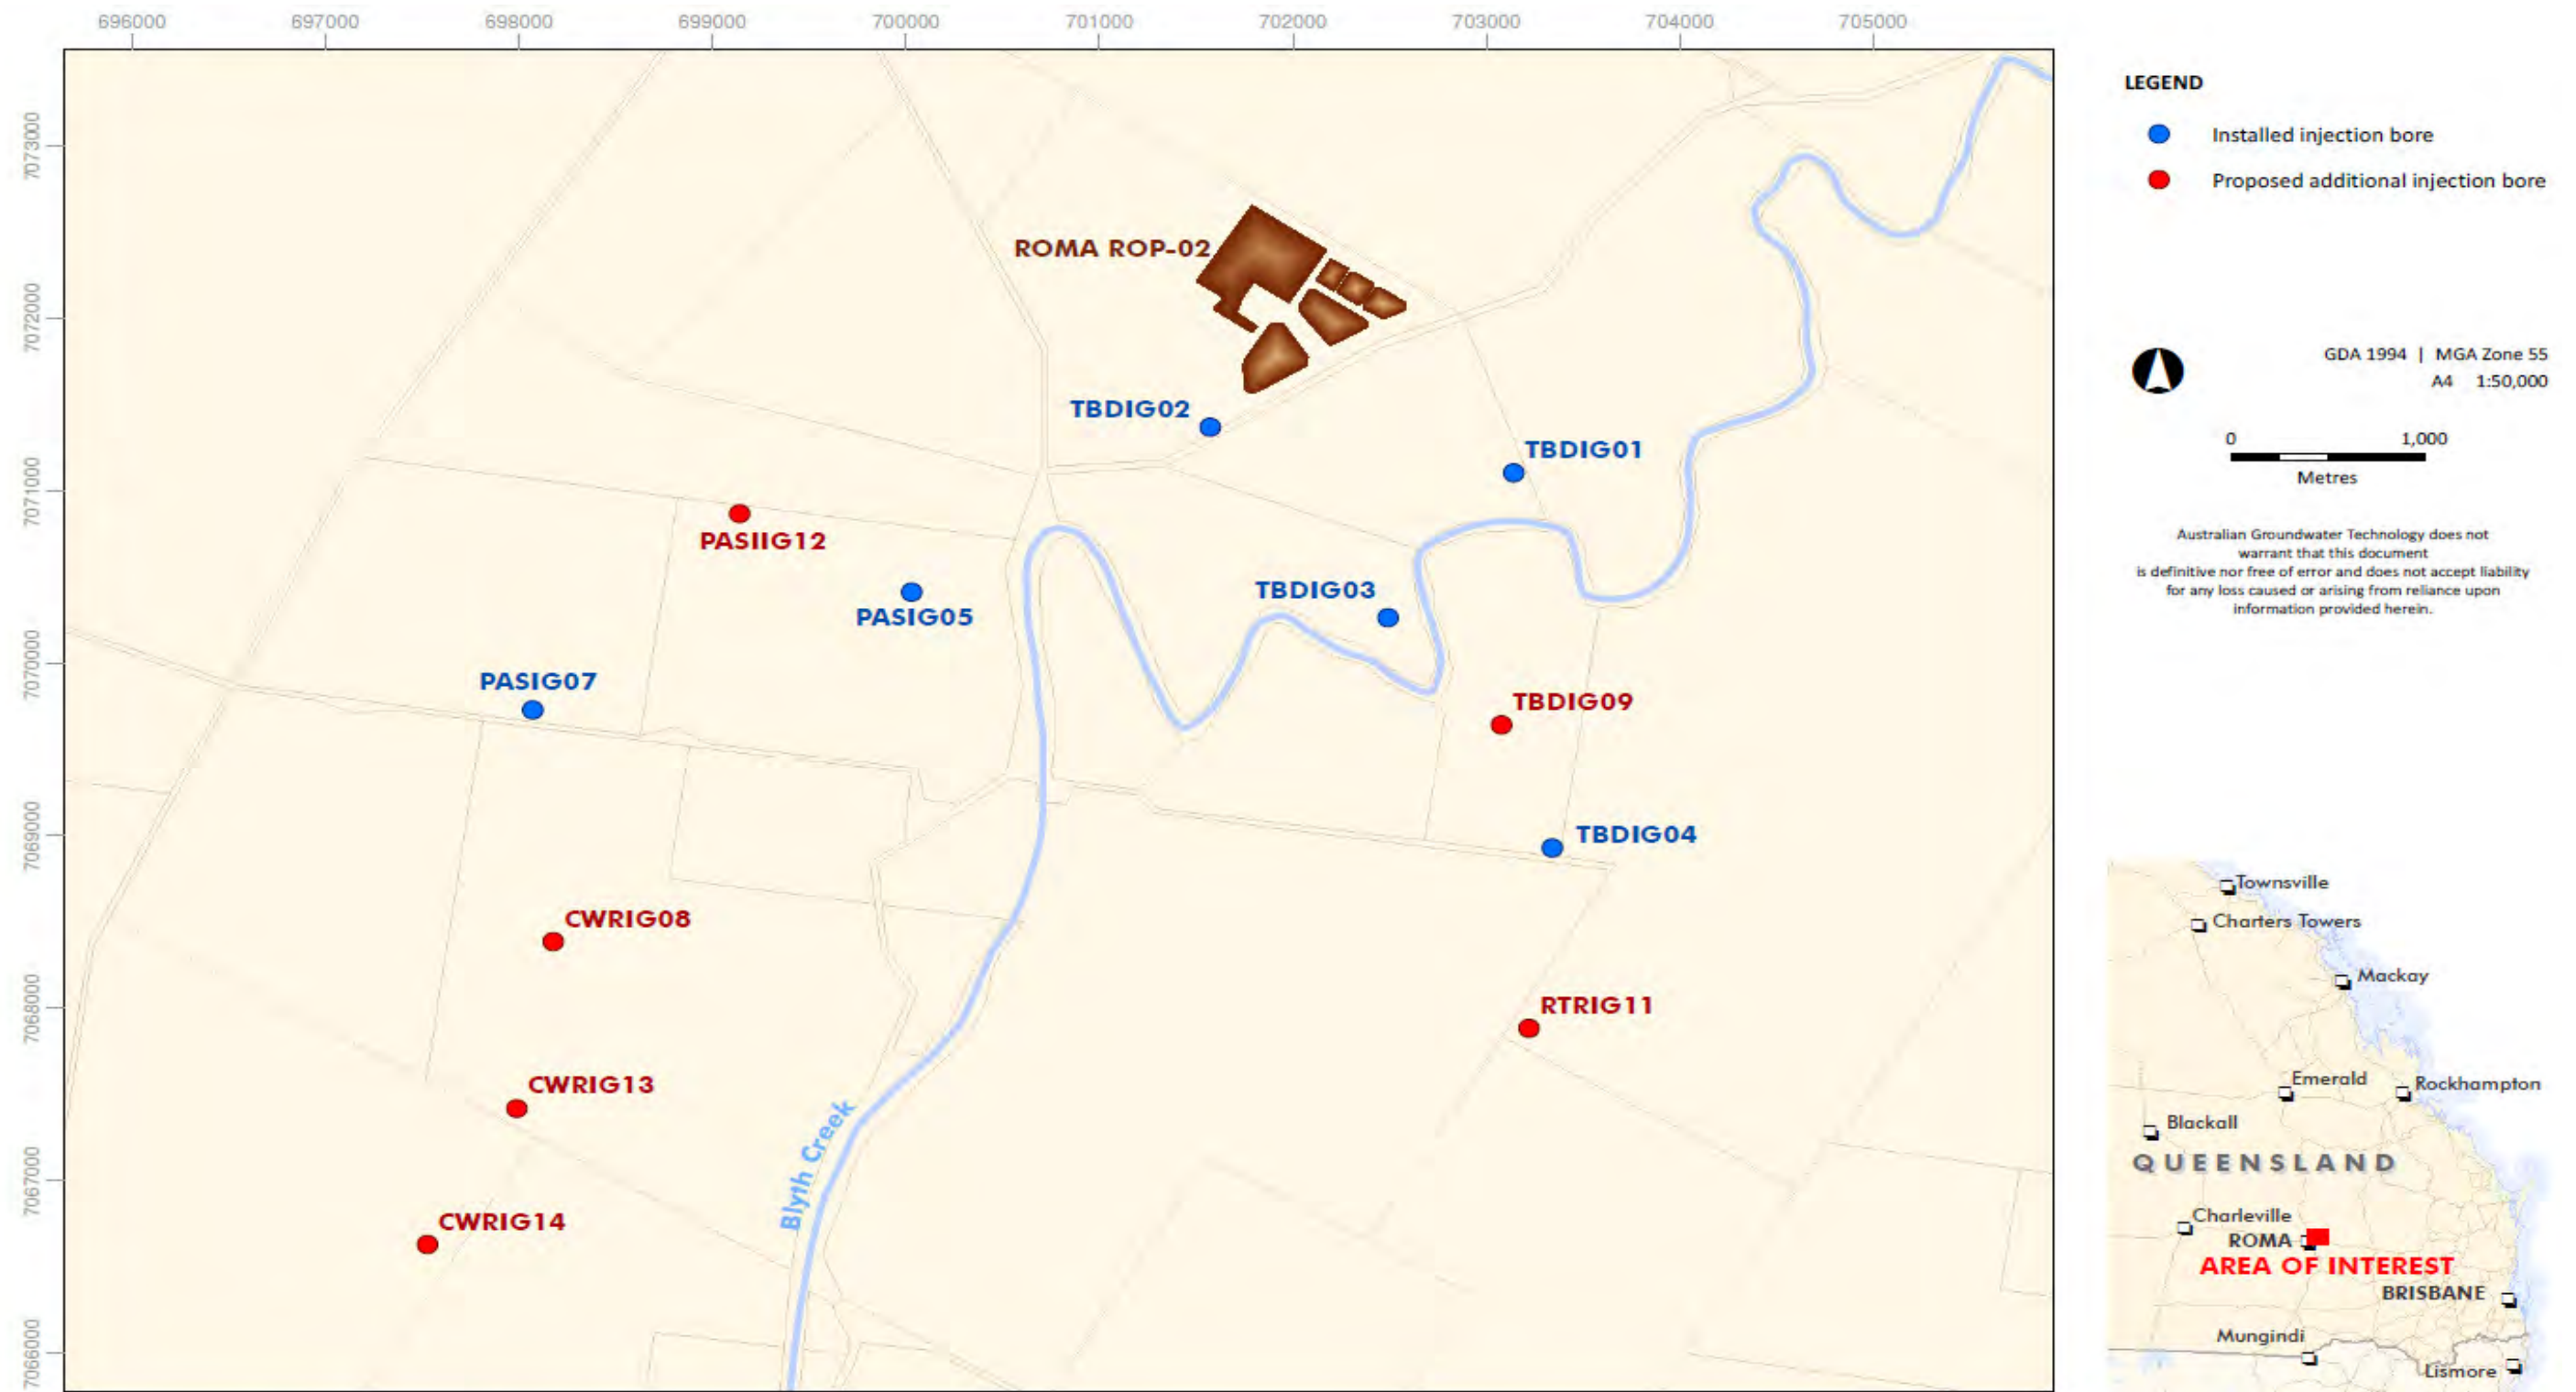 696000 697000 698000 699000 700000 701000 702000 703000 704000 705000
7073000
7072000
7071000
7070000
7069000
7068000
7067000
7066000
ROMA ROP-02
TBDIG02
TBDIG01
PASIIG12
TBDIG03
PASIG05
PASIG07
TBDIG09
TBDIG04
CWRIG08
RTRIG11
CWRIG13
Blyth Creek
CWRIG14
LEGEND
Installed injection bore
Proposed additional injection bore
GDA 1994 | MGA Zone 55
A4 1:50,000
0 1,000
Metres
Australian Groundwater Technology does not
warrant that this document
is definitive nor free of error and does not accept liability
for any loss caused or arising from reliance upon
information provided herein.
Townsville
Charters Towers
Mackay
Emerald
Rockhampton
Blackall
QUEENSLAND
Charleville
ROMA
AREA OF INTEREST
BRISBANE
Mungindi
Lismore